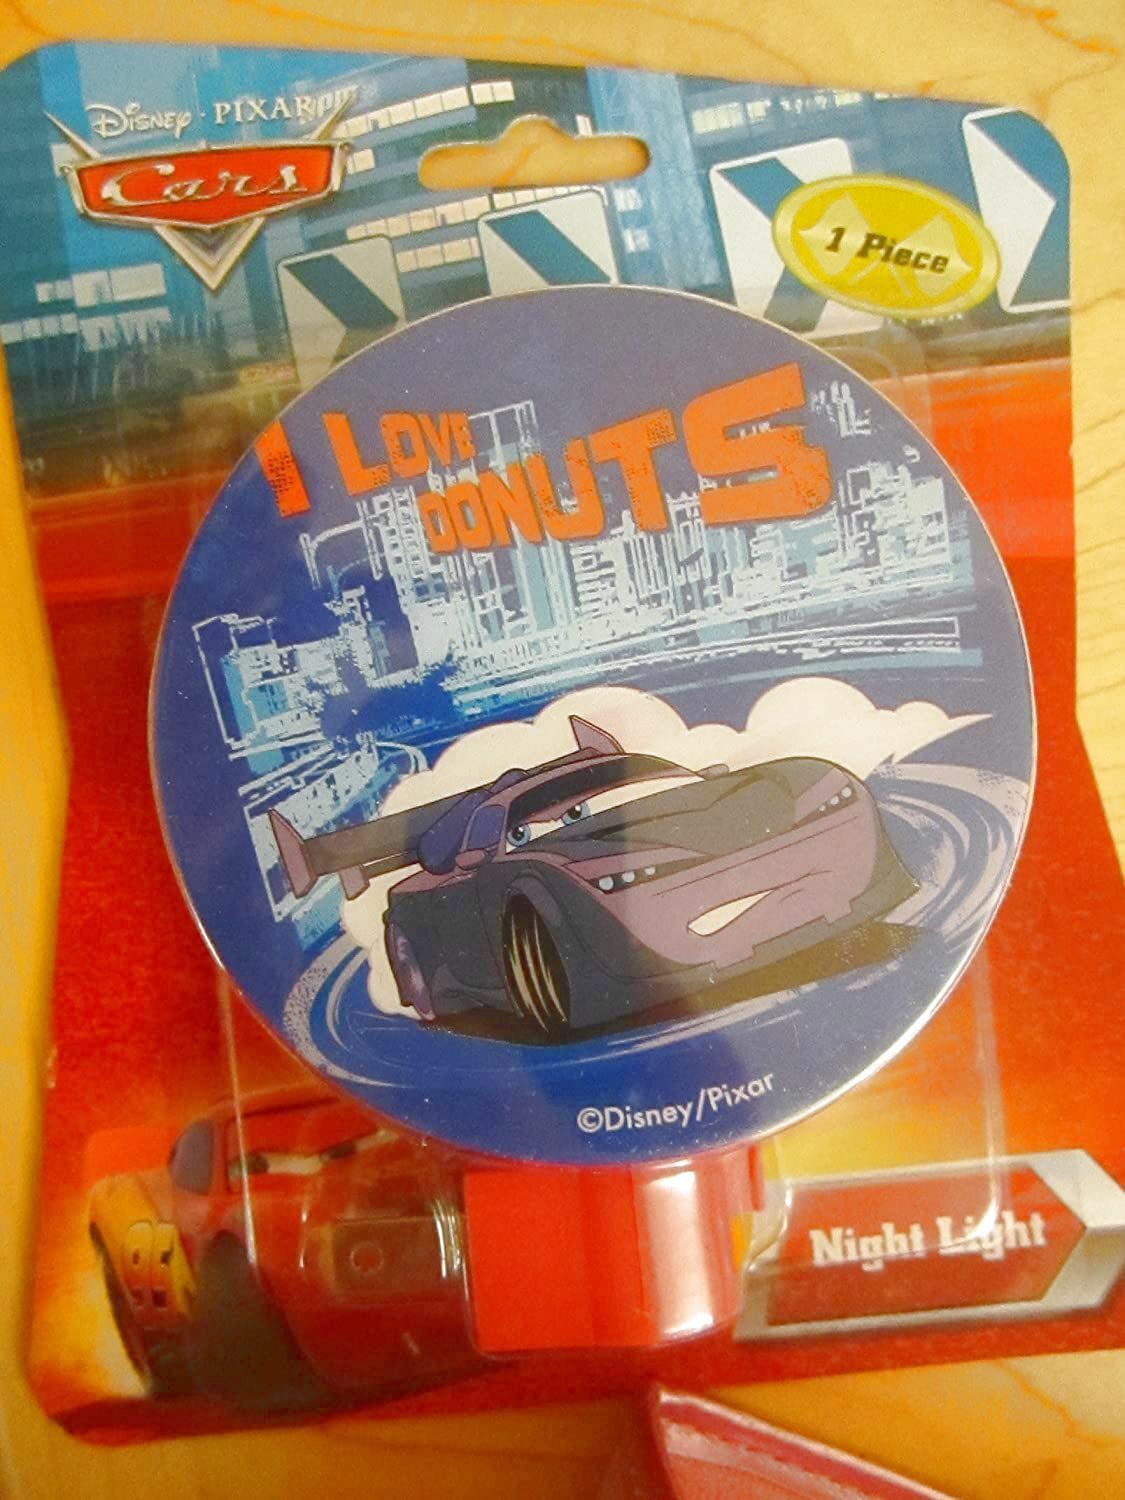 Disney · PIXAR
Cars
1 Piece
I LOVE
DONUTS
©Disney/Pixar
95
Night Light